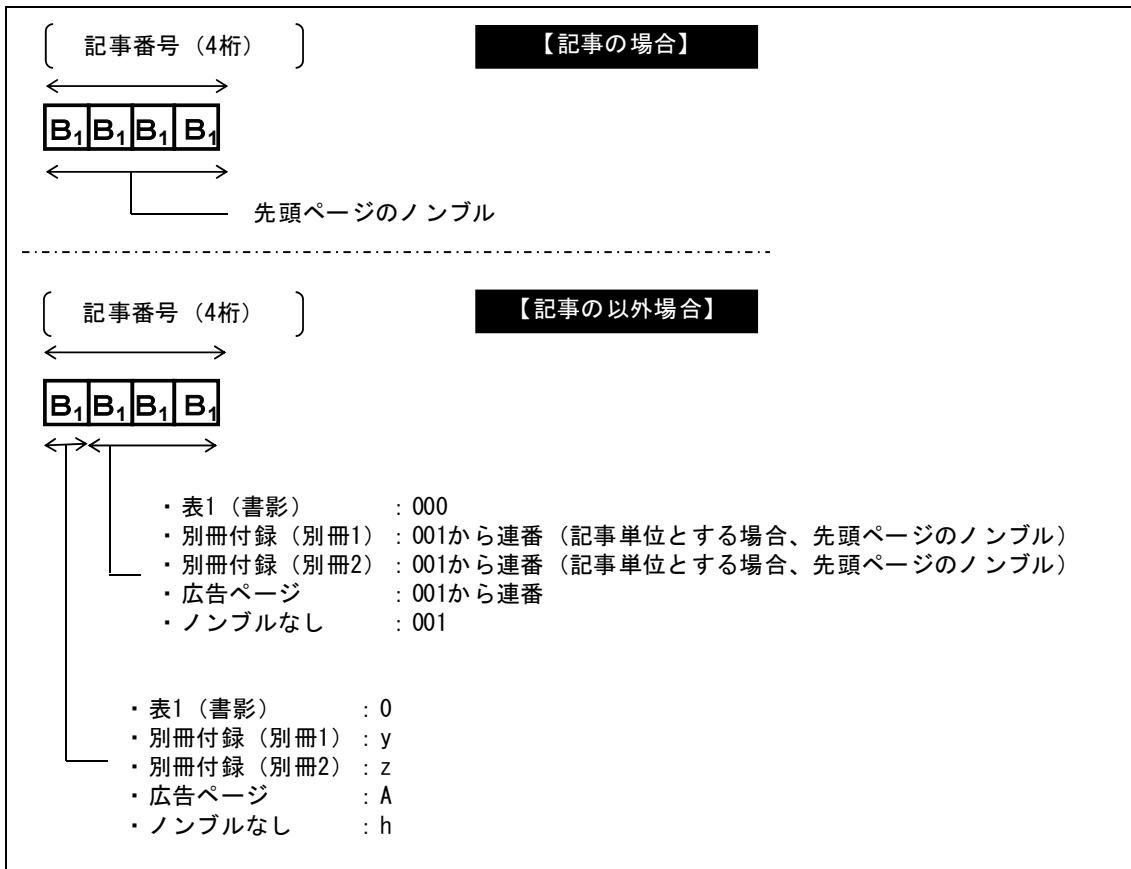 記事番号（4桁）
【記事の場合】
B1 B1 B1 B1
先頭ページのノンブル
記事番号（4桁）
【記事の以外場合】
B1 B1 B1 B1
・表1（書影）　　　　：000
・別冊付録（別冊1）：001から連番（記事単位とする場合、先頭ページのノンブル）
・別冊付録（別冊2）：001から連番（記事単位とする場合、先頭ページのノンブル）
・広告ページ　　　　：001から連番
・ノンブルなし　　　：001
・表1（書影）　　　：0
・別冊付録（別冊1）：y
・別冊付録（別冊2）：z
・広告ページ　　　　：A
・ノンブルなし　　　：h